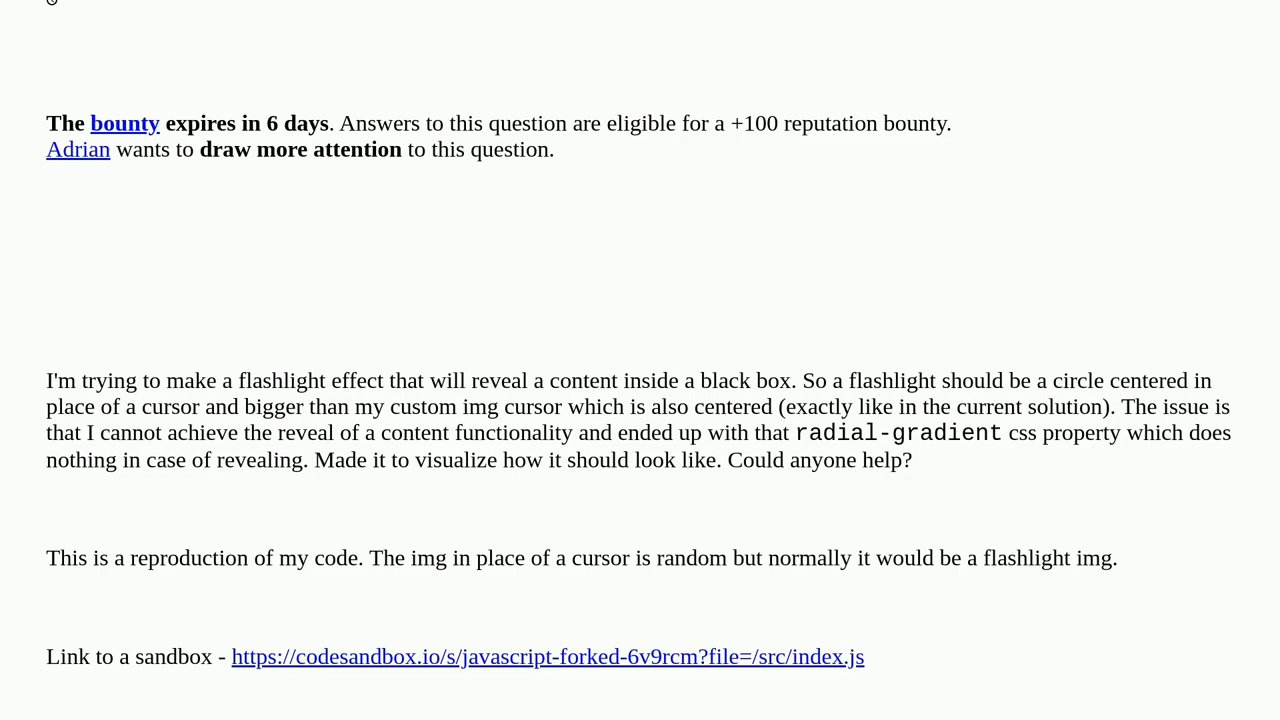 The bounty expires in 6 days. Answers to this question are eligible for a +100 reputation bounty.
Adrian wants to draw more attention to this question.
I'm trying to make a flashlight effect that will reveal a content inside a black box. So a flashlight should be a circle centered in
place of a cursor and bigger than my custom img cursor which is also centered (exactly like in the current solution). The issue is
that I cannot achieve the reveal of a content functionality and ended up with that radial-gradient css property which does
nothing in case of revealing. Made it to visualize how it should look like. Could anyone help?
This is a reproduction of my code. The img in place of a cursor is random but normally it would be a flashlight img.
Link to a sandbox - https://codesandbox.io/s/javascript-forked-6v9rcm?file=/src/index.js